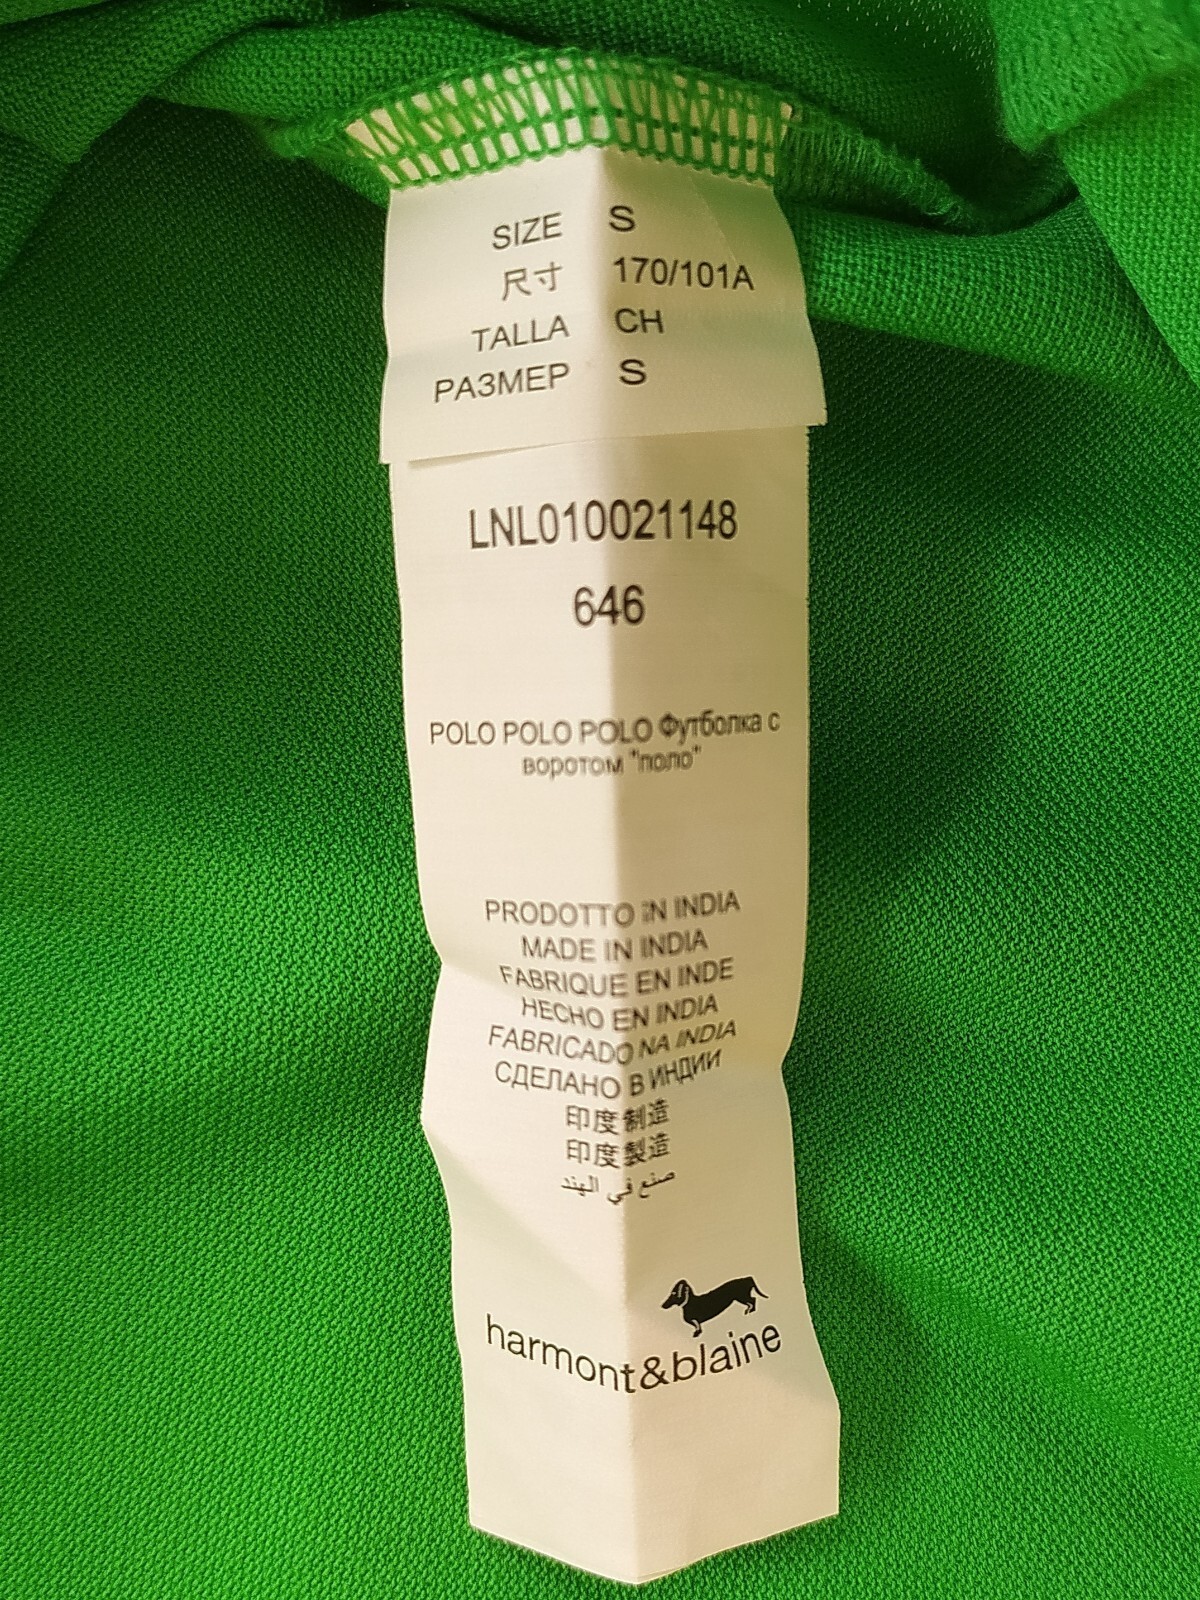 SIZE S
尺寸 170/101A
TALLA CH
РАЗМЕР S
LNL010021148
646
POLO POLO POLO Футболка с
воротом "поло"
PRODOTTO IN INDIA
MADE IN INDIA
FABRIQUE EN INDE
HECHO EN INDIA
FABRICADO NA INDIA
СДЕЛАНО В ИНДИИ
印度制造
印度製造
صنع في الهند
harmont&blaine